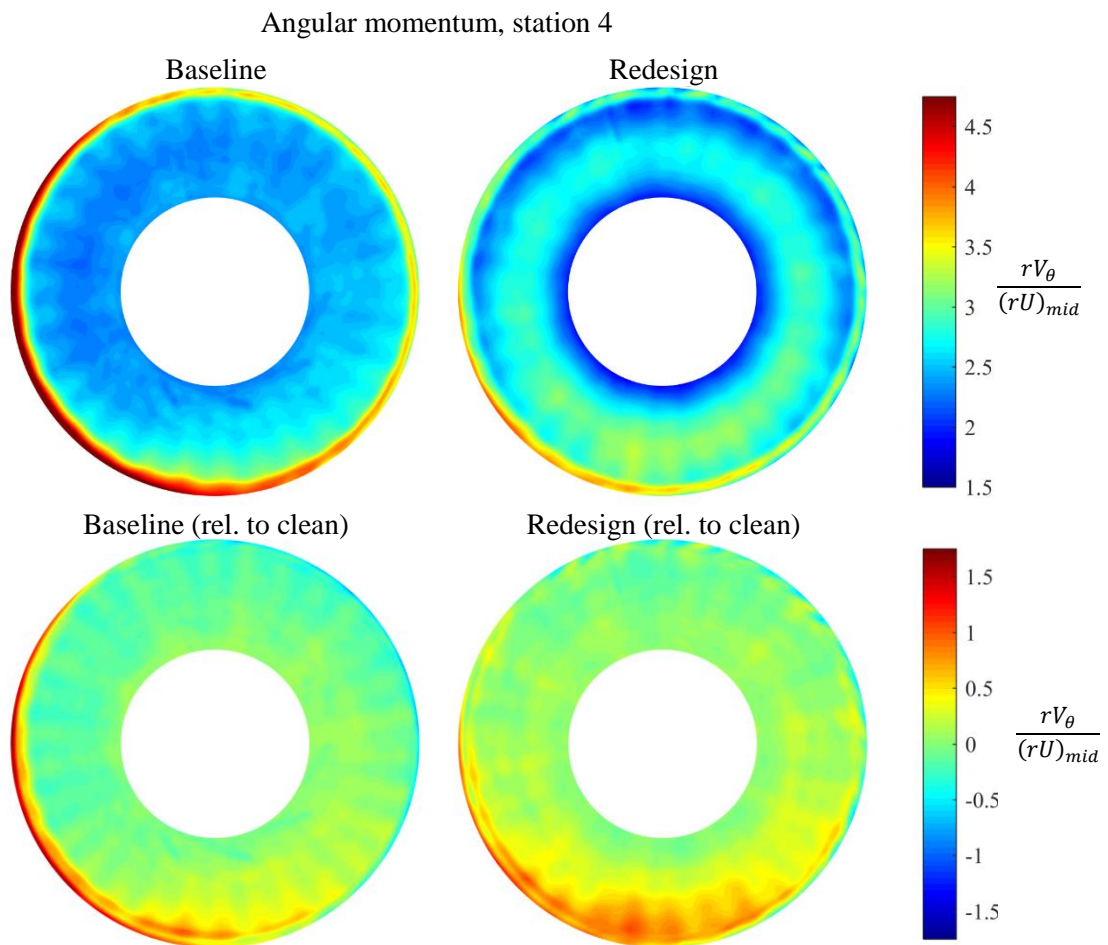 Angular momentum, station 4
Baseline
Redesign
4.5
4
3.5
3
2.5
2
1.5
rV_θ
(rU)_mid
Baseline (rel. to clean)
Redesign (rel. to clean)
1.5
1
0.5
0
-0.5
-1
-1.5
rV_θ
(rU)_mid